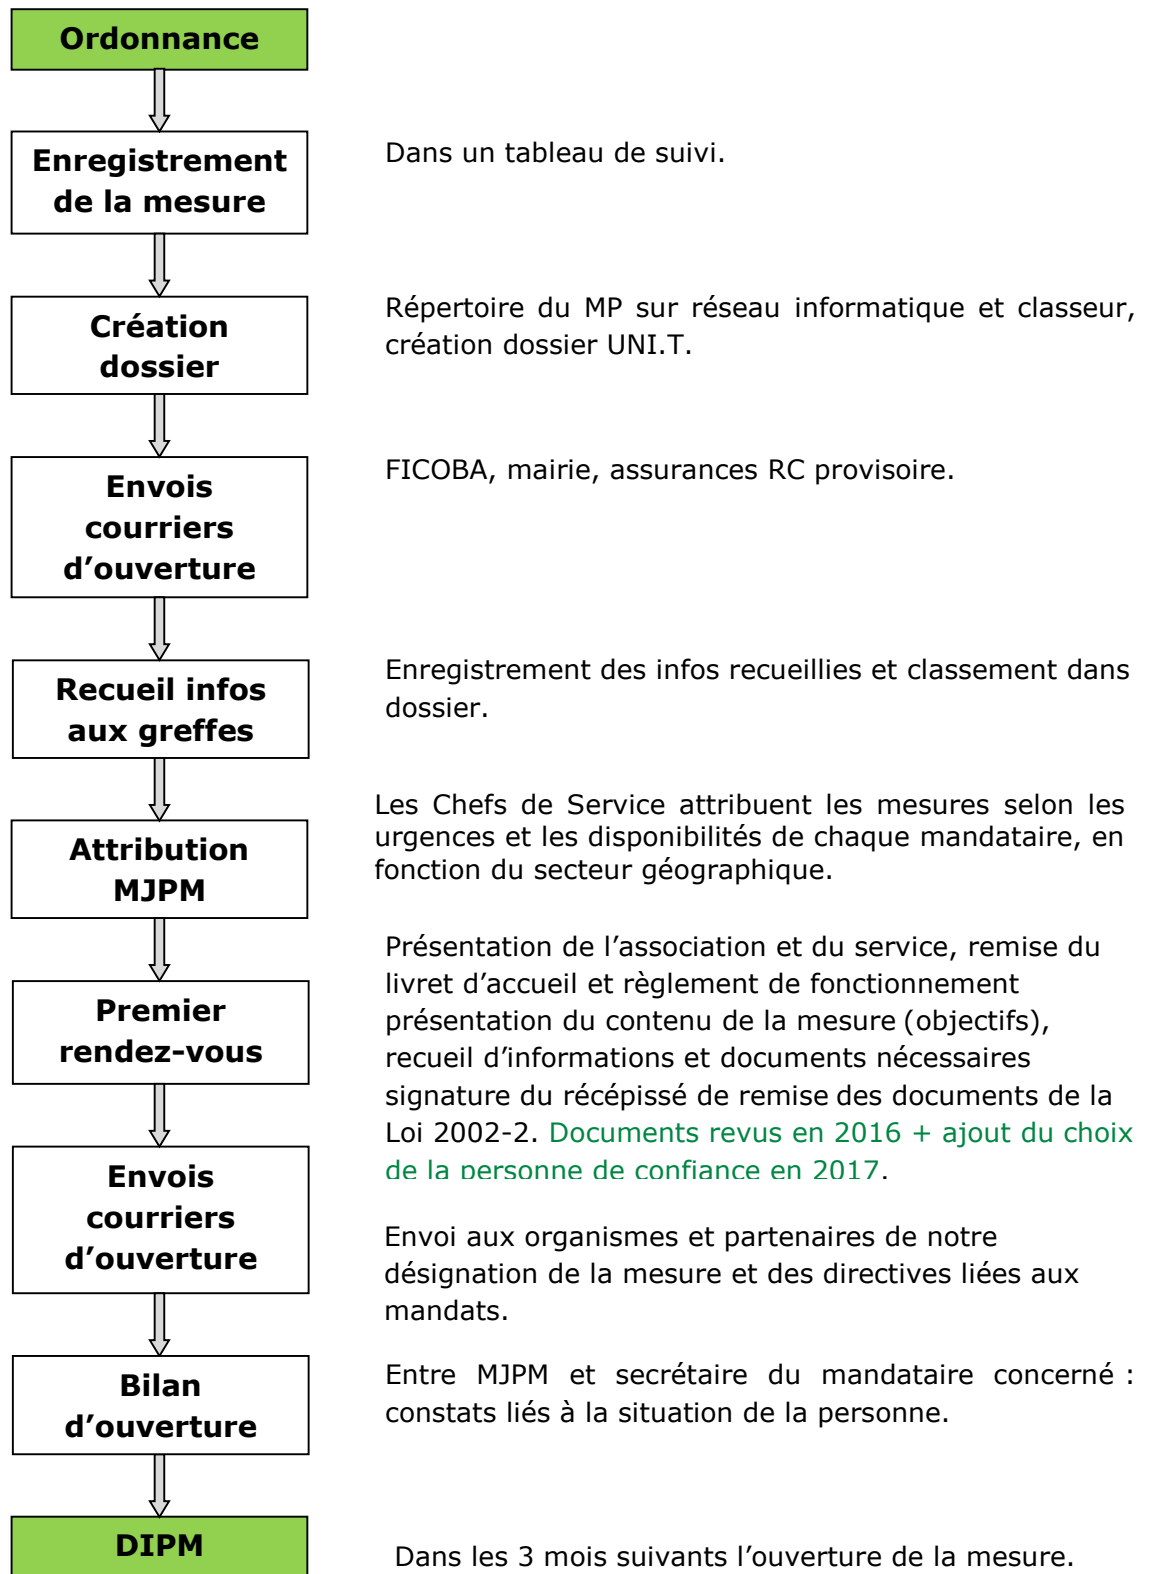 Ordonnance
Enregistrement
de la mesure
Dans un tableau de suivi.
Création
dossier
Répertoire du MP sur réseau informatique et classeur,
création dossier UNI.T.
Envois
courriers
d’ouverture
FICOBA, mairie, assurances RC provisoire.
Recueil infos
aux greffes
Enregistrement des infos recueillies et classement dans
dossier.
Attribution
MJPM
Les Chefs de Service attribuent les mesures selon les
urgences et les disponibilités de chaque mandataire, en
fonction du secteur géographique.
Premier
rendez-vous
Présentation de l’association et du service, remise du
livret d’accueil et règlement de fonctionnement
présentation du contenu de la mesure (objectifs),
recueil d’informations et documents nécessaires
signature du récépissé de remise des documents de la
Loi 2002-2. Documents revus en 2016 + ajout du choix
de la personne de confiance en 2017.
Envois
courriers
d’ouverture
Envoi aux organismes et partenaires de notre
désignation de la mesure et des directives liées aux
mandats.
Bilan
d’ouverture
Entre MJPM et secrétaire du mandataire concerné :
constats liés à la situation de la personne.
DIPM
Dans les 3 mois suivants l’ouverture de la mesure.